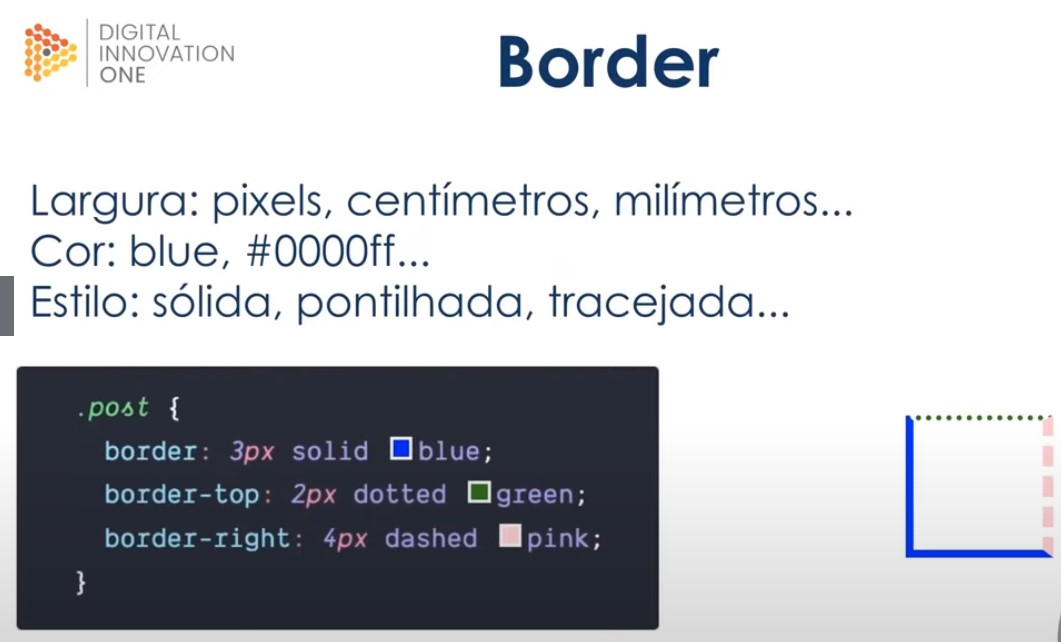 DIGITAL
INNOVATION
ONE
Border
Largura: pixels, centímetros, milímetros...
Cor: blue, #0000ff...
Estilo: sólida, pontilhada, tracejada...
.post {
border: 3px solid blue;
border-top: 2px dotted green;
border-right: 4px dashed pink;
}